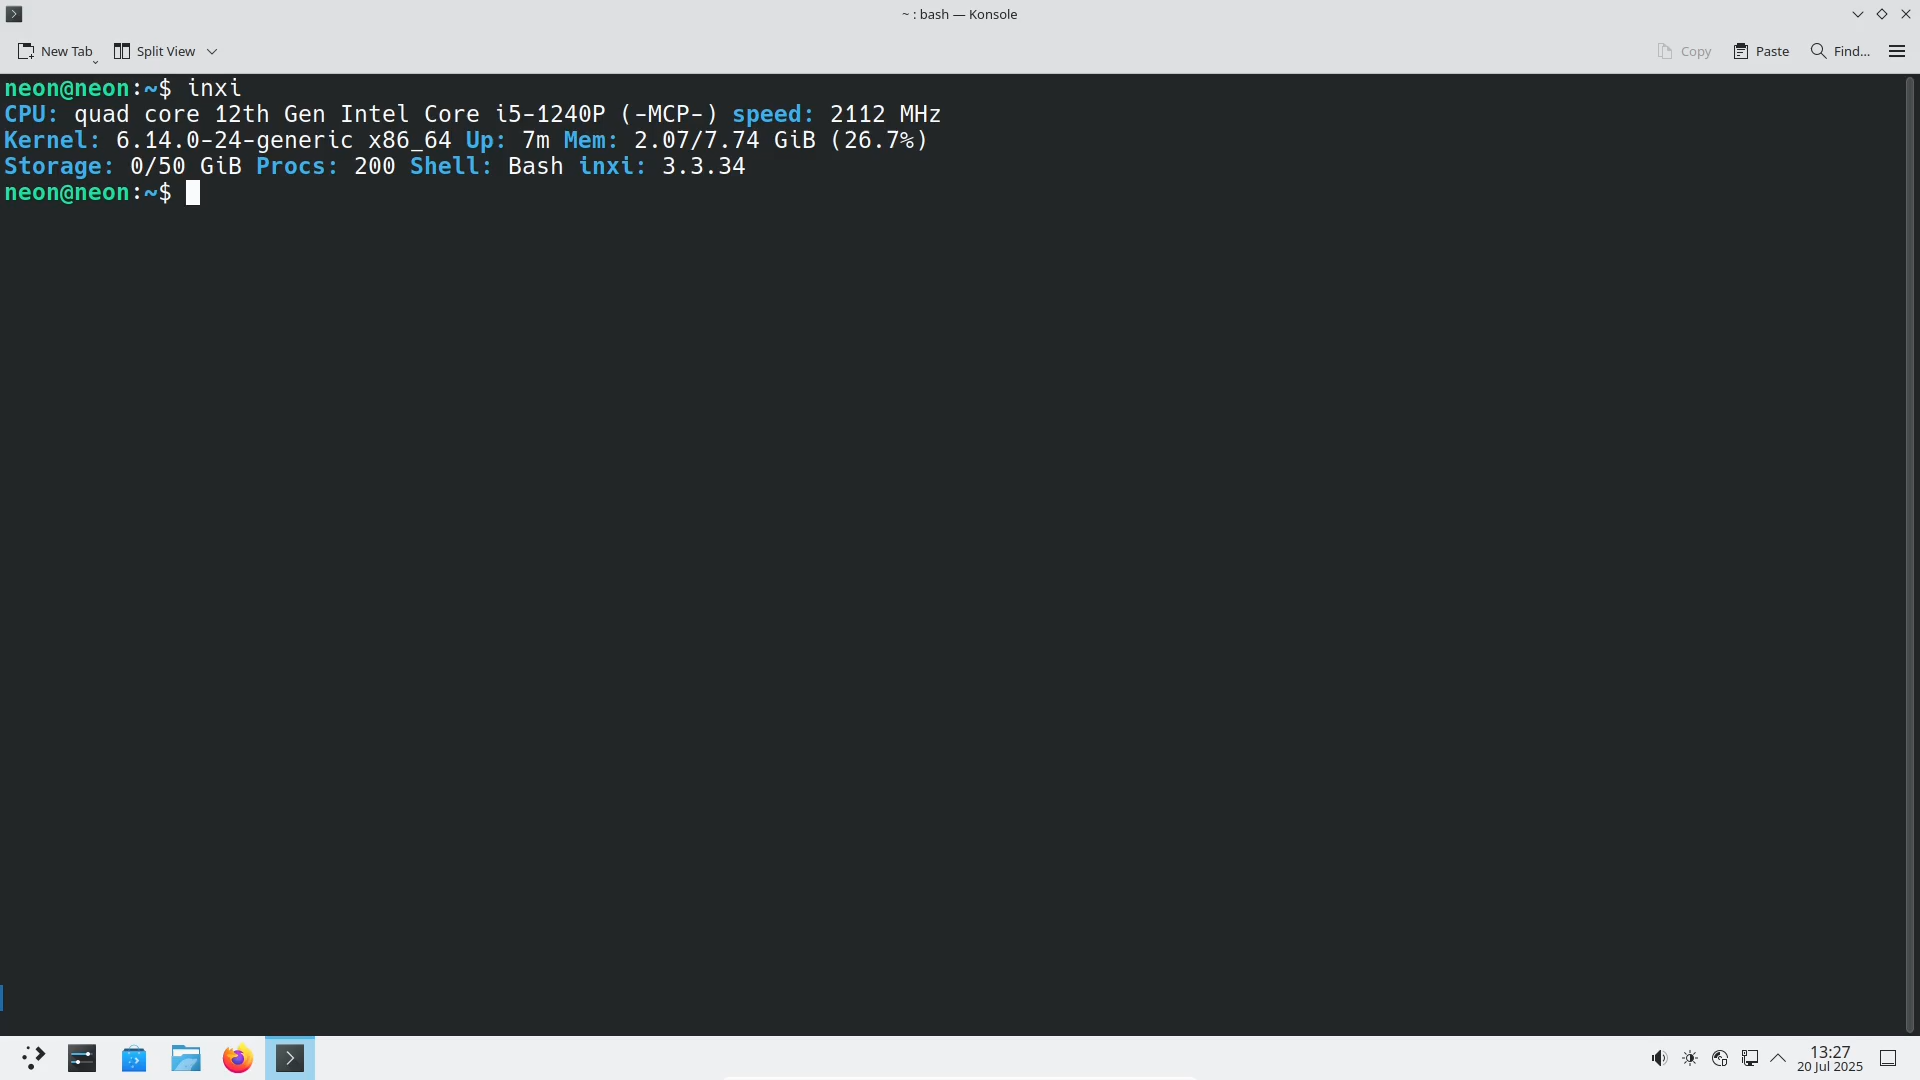 ~ : bash — Konsole
New Tab Split View Copy Paste Find...
neon@neon:~$ inxi
CPU: quad core 12th Gen Intel Core i5-1240P (-MCP-) speed: 2112 MHz
Kernel: 6.14.0-24-generic x86_64 Up: 7m Mem: 2.07/7.74 GiB (26.7%)
Storage: 0/50 GiB Procs: 200 Shell: Bash inxi: 3.3.34
neon@neon:~$
13:27
20 Jul 2025